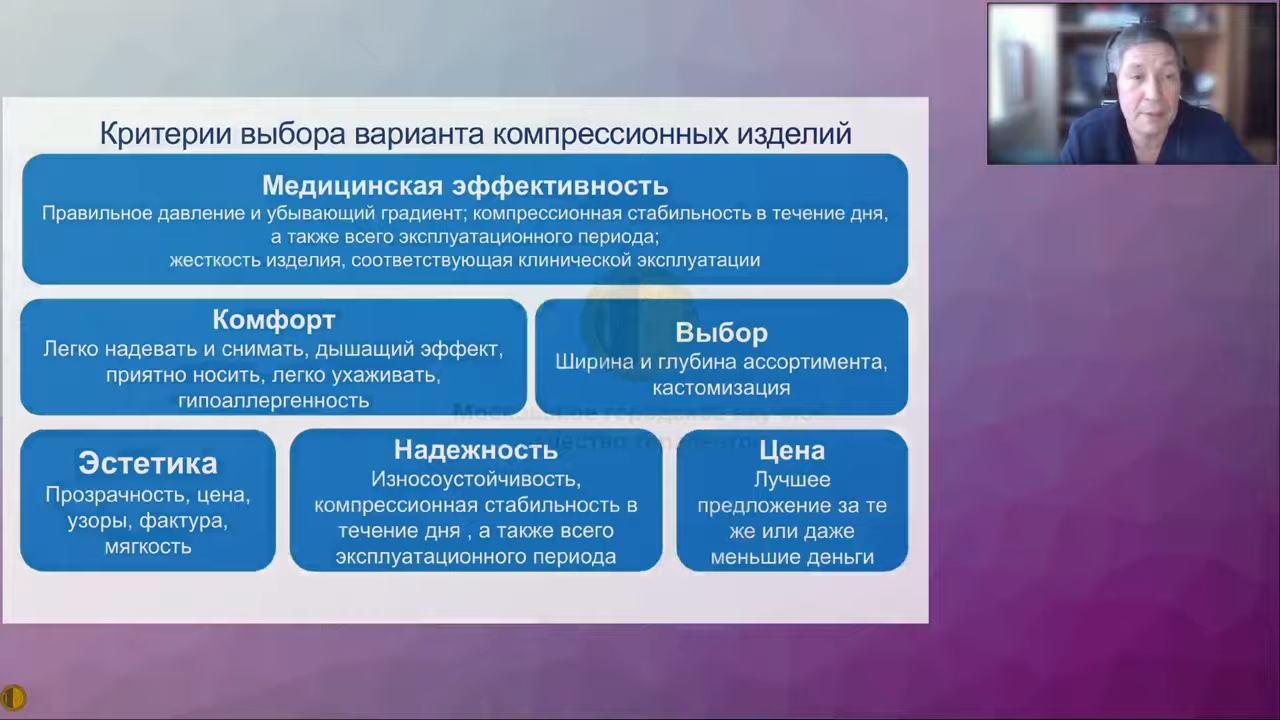 Критерии выбора варианта компрессионных изделий
Медицинская эффективность
Правильное давление и убывающий градиент; компрессионная стабильность в течение дня,
а также всего эксплуатационного периода;
жесткость изделия, соответствующая клинической эксплуатации
Комфорт
Легко надевать и снимать, дышащий эффект,
приятно носить, легко ухаживать,
гипоаллергенность
Выбор
Ширина и глубина ассортимента,
кастомизация
Эстетика
Прозрачность, цена,
узоры, фактура,
мягкость
Надежность
Износоустойчивость,
компрессионная стабильность в
течение дня , а также всего
эксплуатационного периода
Цена
Лучшее
предложение за те
же или даже
меньшие деньги